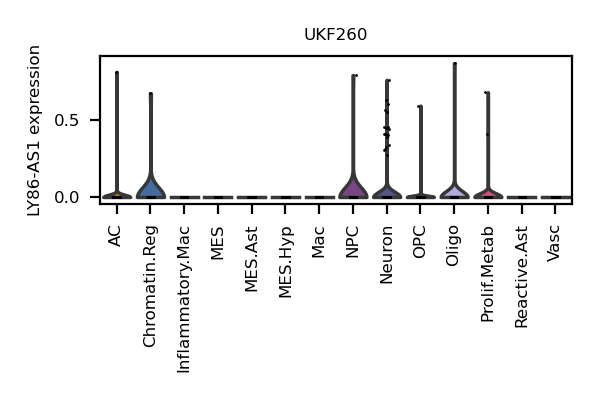 UKF260
LY86-AS1 expression
0.5
0.0
AC
Chromatin.Reg
Inflammatory.Mac
MES
MES.Ast
MES.Hyp
Mac
NPC
Neuron
OPC
Oligo
Prolif.Metab
Reactive.Ast
Vasc